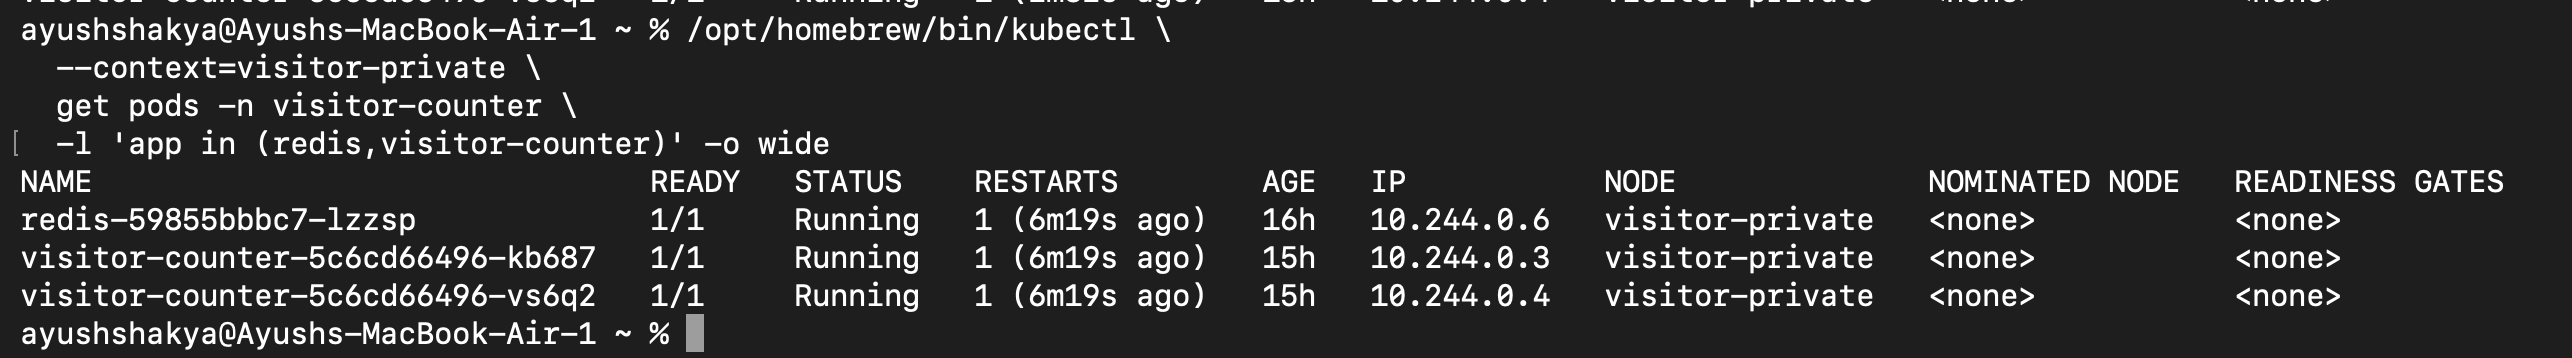 ayushshakya@Ayushs-MacBook-Air-1 ~ % /opt/homebrew/bin/kubectl \
  --context=visitor-private \
  get pods -n visitor-counter \
[  -l 'app in (redis,visitor-counter)' -o wide
NAME                               READY   STATUS    RESTARTS        AGE   IP           NODE              NOMINATED NODE   READINESS GATES
redis-59855bbbc7-lzzsp             1/1     Running   1 (6m19s ago)   16h   10.244.0.6   visitor-private   <none>           <none>
visitor-counter-5c6cd66496-kb687   1/1     Running   1 (6m19s ago)   15h   10.244.0.3   visitor-private   <none>           <none>
visitor-counter-5c6cd66496-vs6q2   1/1     Running   1 (6m19s ago)   15h   10.244.0.4   visitor-private   <none>           <none>
ayushshakya@Ayushs-MacBook-Air-1 ~ %